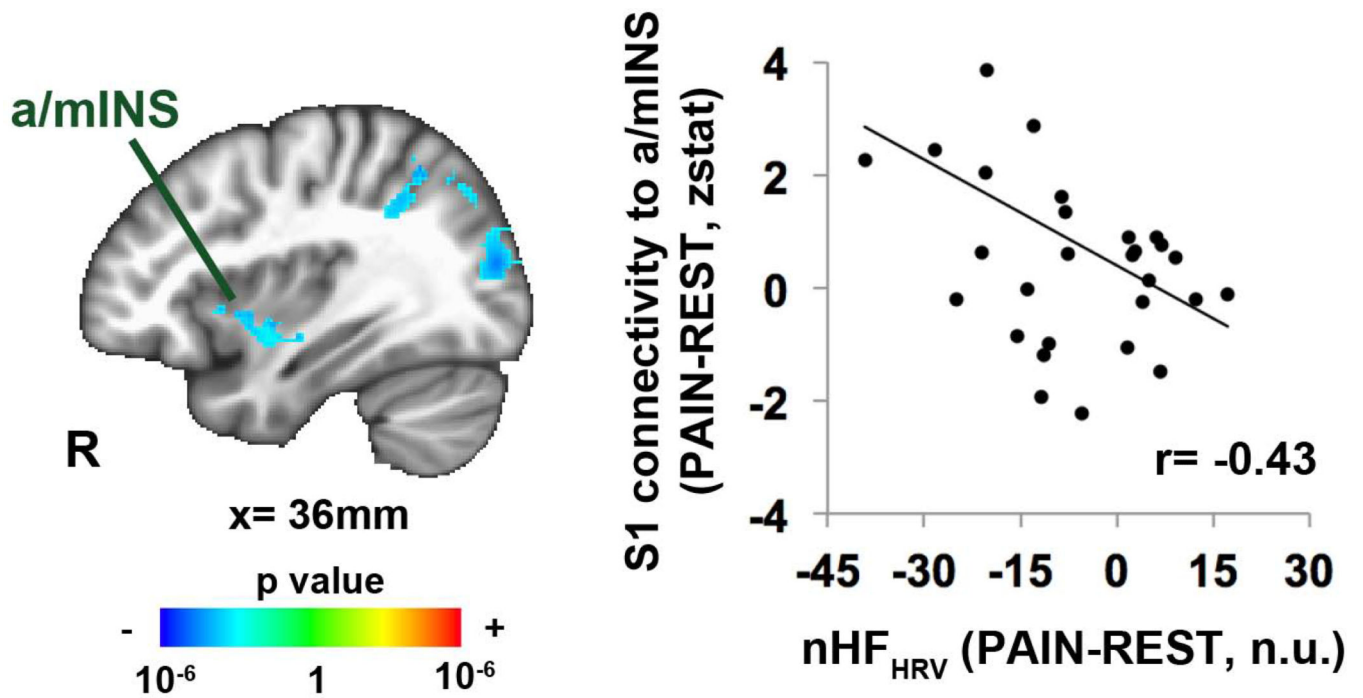 a/mINS
R
x= 36mm
p value
- +
10⁻⁶ 1 10⁻⁶
S1 connectivity to a/mINS
(PAIN-REST, zstat)
4
2
0
-2
-4
r= -0.43
-45 -30 -15 0 15 30
nHF_HRV (PAIN-REST, n.u.)